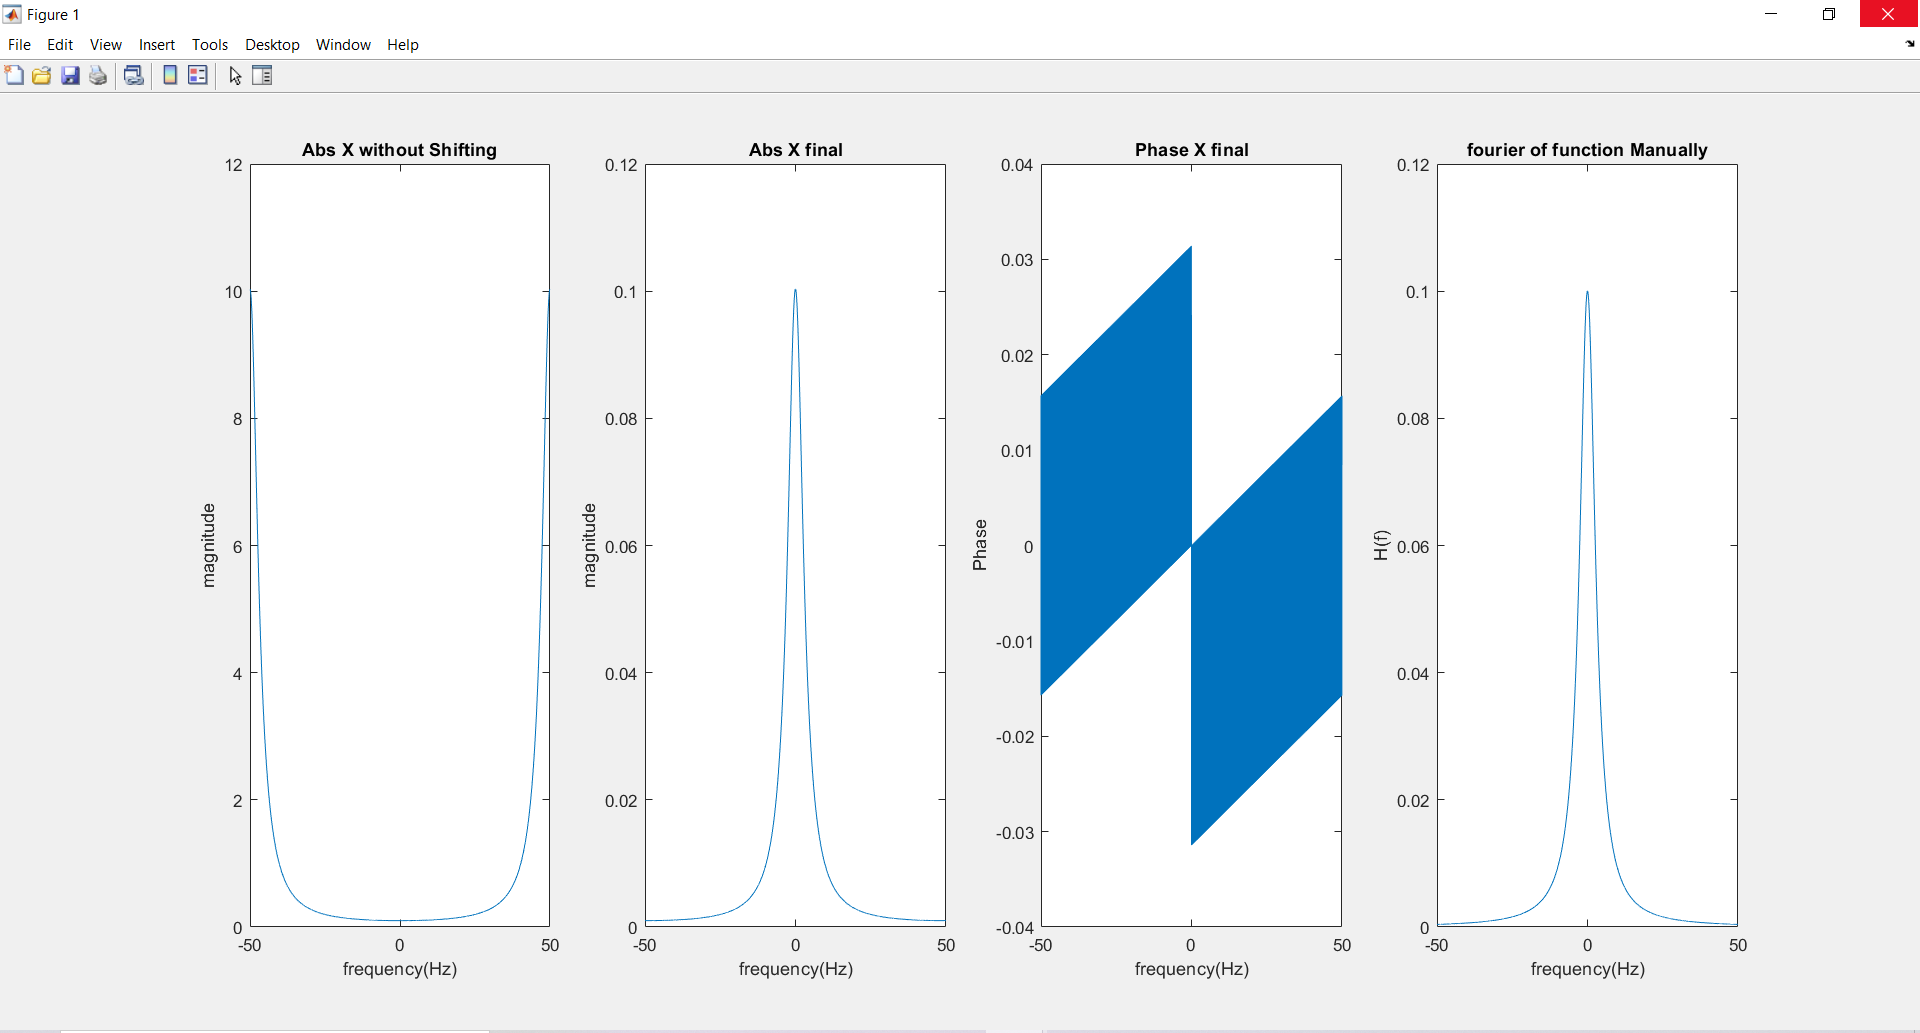 Figure 1
File Edit View Insert Tools Desktop Window Help
Abs X without Shifting
12
10
8
6
4
2
0
-50 0 50
magnitude
frequency(Hz)
Abs X final
0.12
0.1
0.08
0.06
0.04
0.02
0
-50 0 50
magnitude
frequency(Hz)
Phase X final
0.04
0.03
0.02
0.01
0
-0.01
-0.02
-0.03
-0.04
-50 0 50
Phase
frequency(Hz)
fourier of function Manually
0.12
0.1
0.08
0.06
0.04
0.02
0
-50 0 50
H(f)
frequency(Hz)